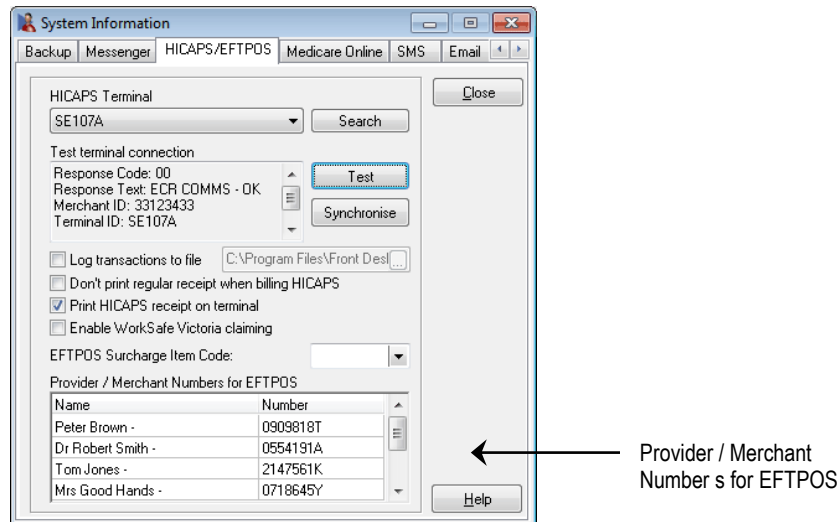 System Information
Backup Messenger HICAPS/EFTPOS Medicare Online SMS Email
HICAPS Terminal
Close
SE107A Search
Test terminal connection
Response Code: 00
Response Text: ECR COMMS - OK
Merchant ID: 33123433
Terminal ID: SE107A
Test
Synchronise
Log transactions to file C:\Program Files\Front Desl ...
Don't print regular receipt when billing HICAPS
Print HICAPS receipt on terminal
Enable WorkSafe Victoria claiming
EFTPOS Surcharge Item Code:
Provider / Merchant Numbers for EFTPOS
Name Number
Peter Brown - 0909818T
Dr Robert Smith - 0554191A
Tom Jones - 2147561K
Mrs Good Hands - 0718645Y
Help
Provider / Merchant
Number s for EFTPOS